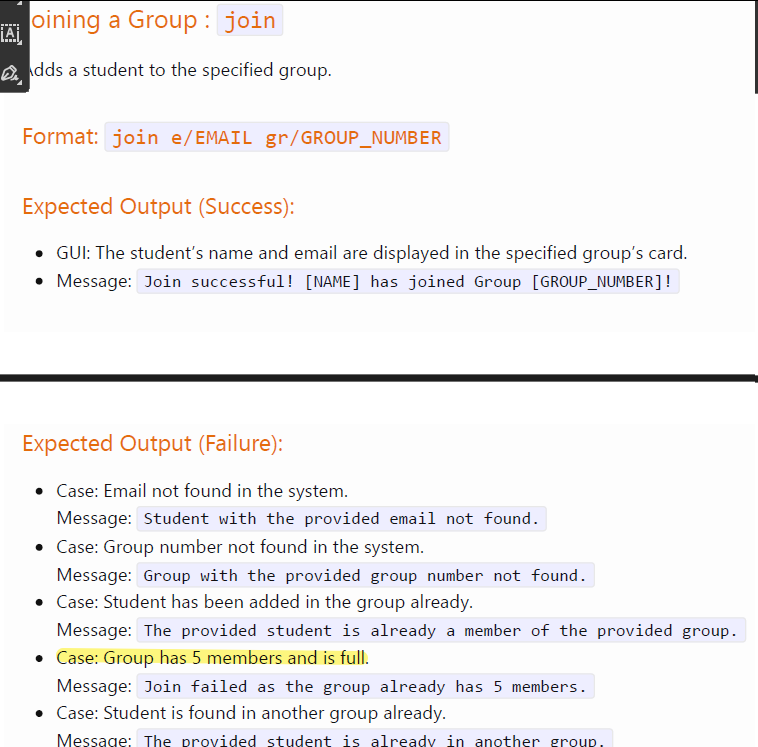 oining a Group : join
dds a student to the specified group.
Format: join e/EMAIL gr/GROUP_NUMBER
Expected Output (Success):
• GUI: The student’s name and email are displayed in the specified group’s card.
• Message: Join successful! [NAME] has joined Group [GROUP_NUMBER]!
Expected Output (Failure):
• Case: Email not found in the system.
Message: Student with the provided email not found.
• Case: Group number not found in the system.
Message: Group with the provided group number not found.
• Case: Student has been added in the group already.
Message: The provided student is already a member of the provided group.
• Case: Group has 5 members and is full.
Message: Join failed as the group already has 5 members.
• Case: Student is found in another group already.
Message: The provided student is already in another group.